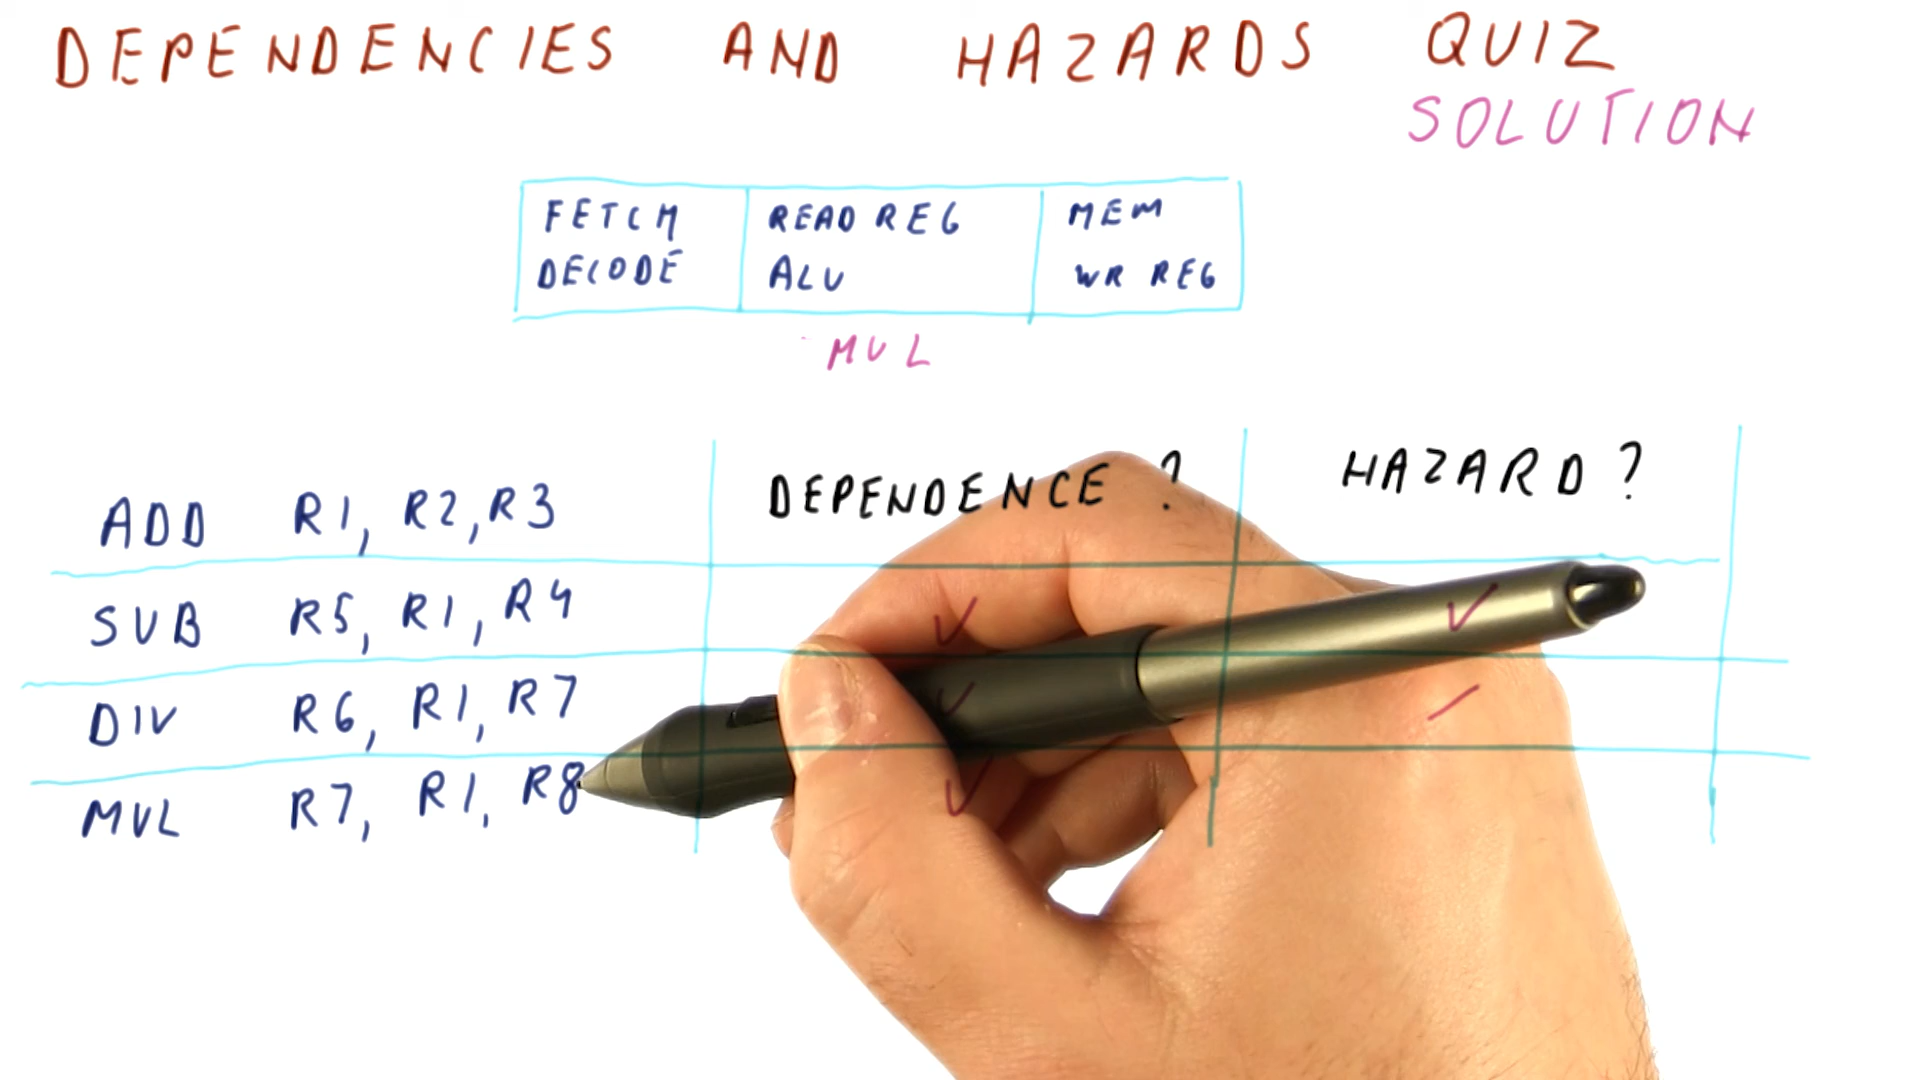 DEPENDENCIES AND HAZARDS QUIZ
SOLUTION
FETCH READ REG MEM
DECODE ALU WR REG
MUL
DEPENDENCE ? HAZARD ?
ADD R1, R2, R3
SUB R5, R1, R4 ✓ ✓
DIV R6, R1, R7 ✓ —
MUL R7, R1, R8 ✓